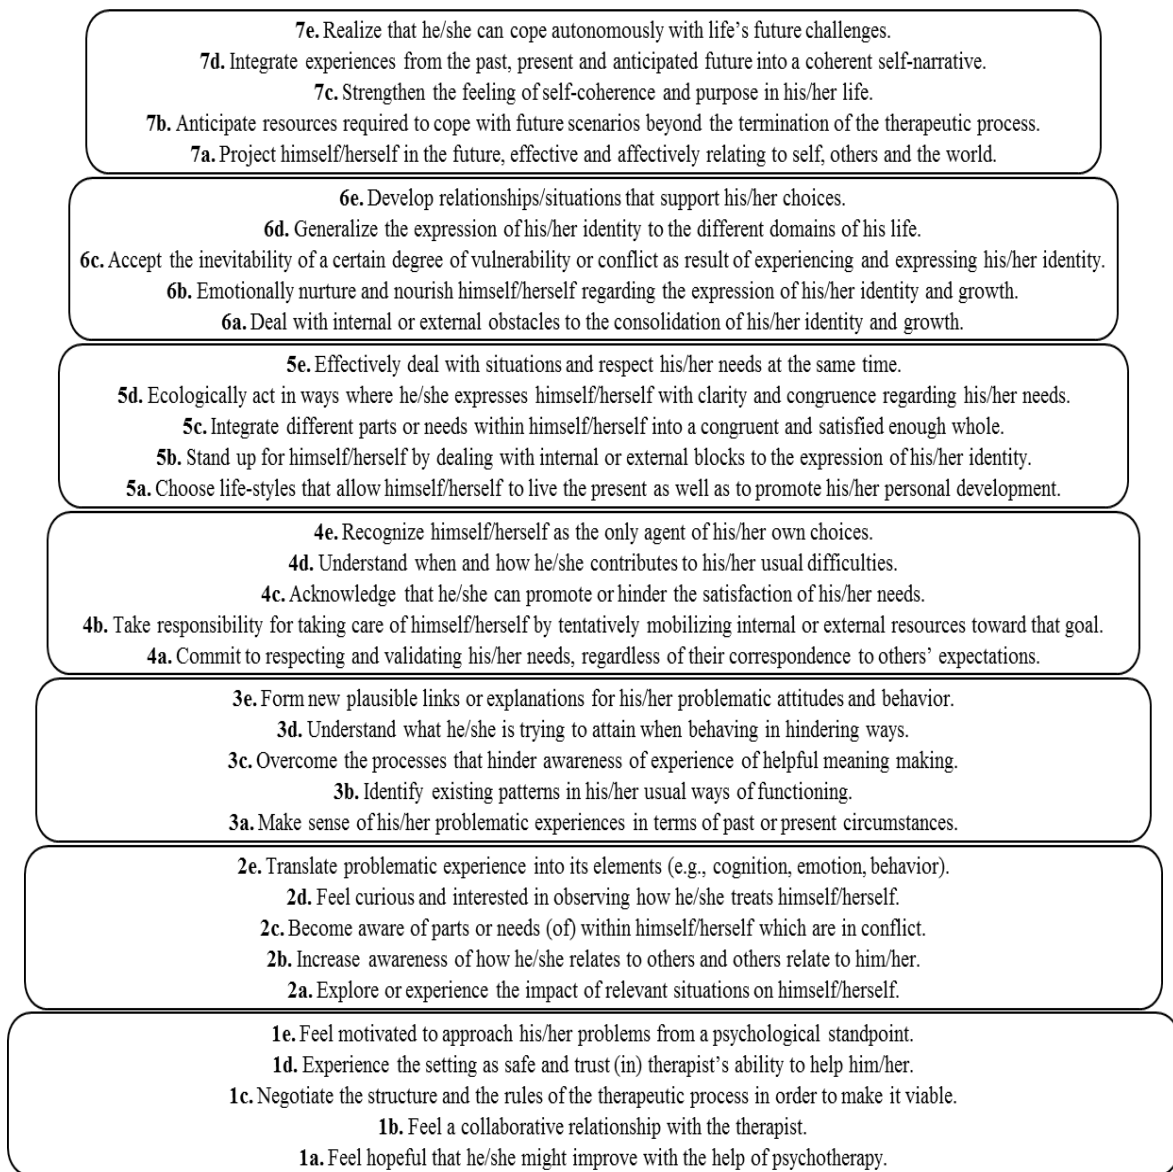 7e. Realize that he/she can cope autonomously with life’s future challenges.
7d. Integrate experiences from the past, present and anticipated future into a coherent self-narrative.
7c. Strengthen the feeling of self-coherence and purpose in his/her life.
7b. Anticipate resources required to cope with future scenarios beyond the termination of the therapeutic process.
7a. Project himself/herself in the future, effective and affectively relating to self, others and the world.
6e. Develop relationships/situations that support his/her choices.
6d. Generalize the expression of his/her identity to the different domains of his life.
6c. Accept the inevitability of a certain degree of vulnerability or conflict as result of experiencing and expressing his/her identity.
6b. Emotionally nurture and nourish himself/herself regarding the expression of his/her identity and growth.
6a. Deal with internal or external obstacles to the consolidation of his/her identity and growth.
5e. Effectively deal with situations and respect his/her needs at the same time.
5d. Ecologically act in ways where he/she expresses himself/herself with clarity and congruence regarding his/her needs.
5c. Integrate different parts or needs within himself/herself into a congruent and satisfied enough whole.
5b. Stand up for himself/herself by dealing with internal or external blocks to the expression of his/her identity.
5a. Choose life-styles that allow himself/herself to live the present as well as to promote his/her personal development.
4e. Recognize himself/herself as the only agent of his/her own choices.
4d. Understand when and how he/she contributes to his/her usual difficulties.
4c. Acknowledge that he/she can promote or hinder the satisfaction of his/her needs.
4b. Take responsibility for taking care of himself/herself by tentatively mobilizing internal or external resources toward that goal.
4a. Commit to respecting and validating his/her needs, regardless of their correspondence to others’ expectations.
3e. Form new plausible links or explanations for his/her problematic attitudes and behavior.
3d. Understand what he/she is trying to attain when behaving in hindering ways.
3c. Overcome the processes that hinder awareness of experience of helpful meaning making.
3b. Identify existing patterns in his/her usual ways of functioning.
3a. Make sense of his/her problematic experiences in terms of past or present circumstances.
2e. Translate problematic experience into its elements (e.g., cognition, emotion, behavior).
2d. Feel curious and interested in observing how he/she treats himself/herself.
2c. Become aware of parts or needs (of) within himself/herself which are in conflict.
2b. Increase awareness of how he/she relates to others and others relate to him/her.
2a. Explore or experience the impact of relevant situations on himself/herself.
1e. Feel motivated to approach his/her problems from a psychological standpoint.
1d. Experience the setting as safe and trust (in) therapist’s ability to help him/her.
1c. Negotiate the structure and the rules of the therapeutic process in order to make it viable.
1b. Feel a collaborative relationship with the therapist.
1a. Feel hopeful that he/she might improve with the help of psychotherapy.